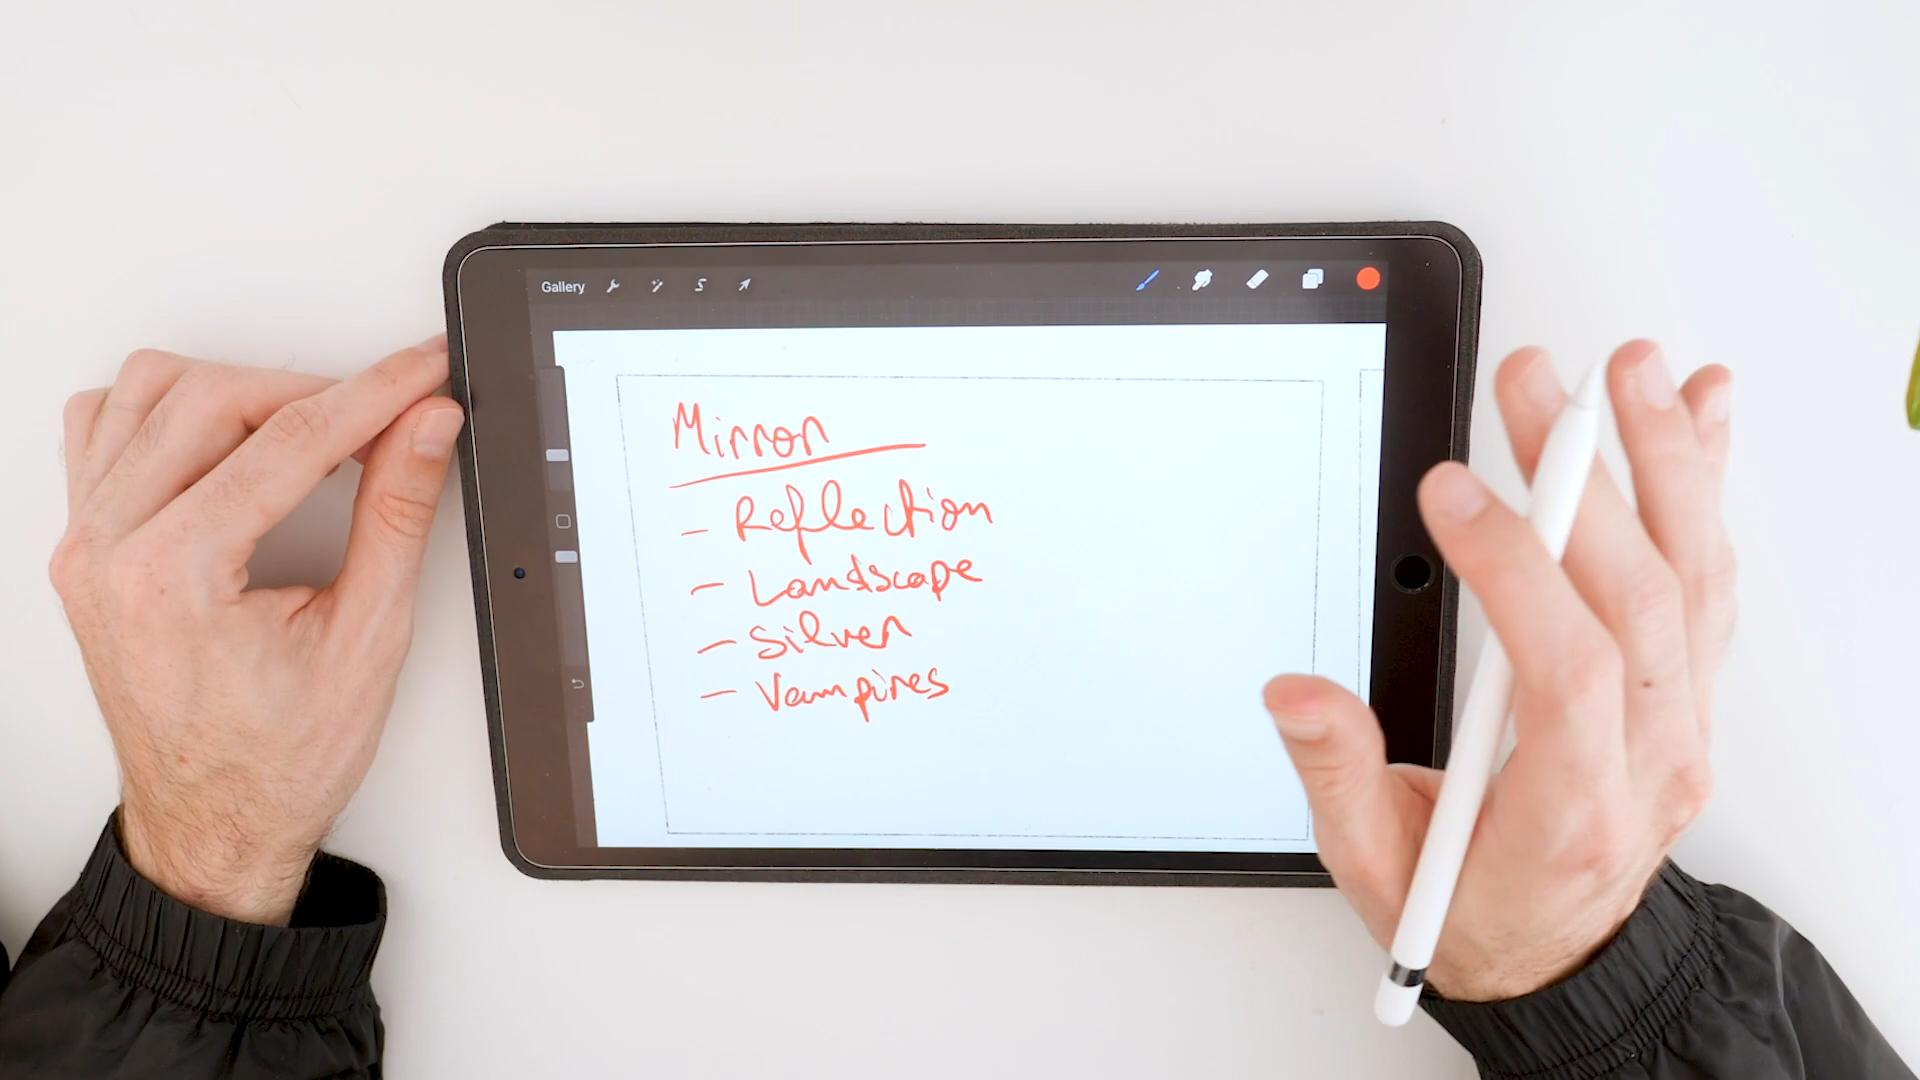 Gallery
Mirror
- Reflection
- Landscape
- Silver
- Vampires